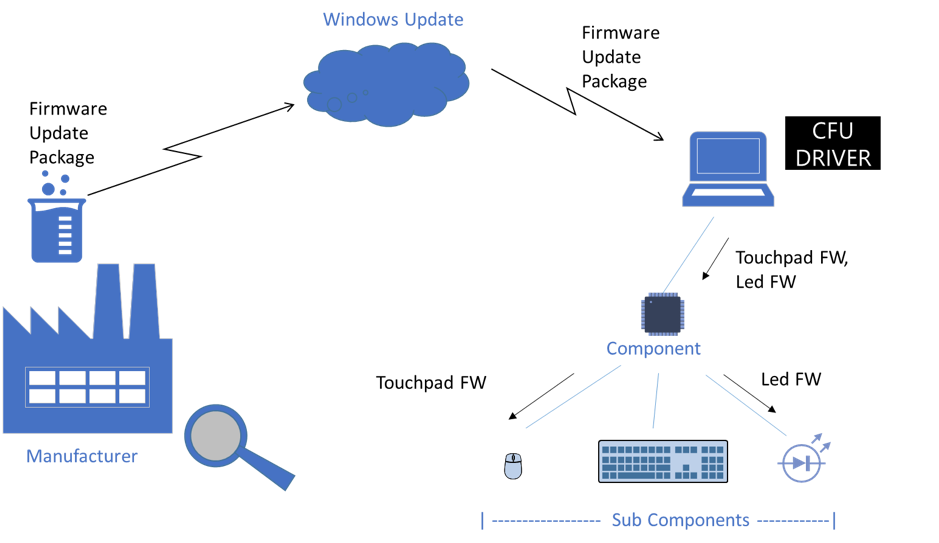 Windows Update
Firmware
Update
Package
Firmware
Update
Package
CFU
DRIVER
Touchpad FW,
Led FW
Component
Touchpad FW
Led FW
Manufacturer
|------------------ Sub Components ------------|